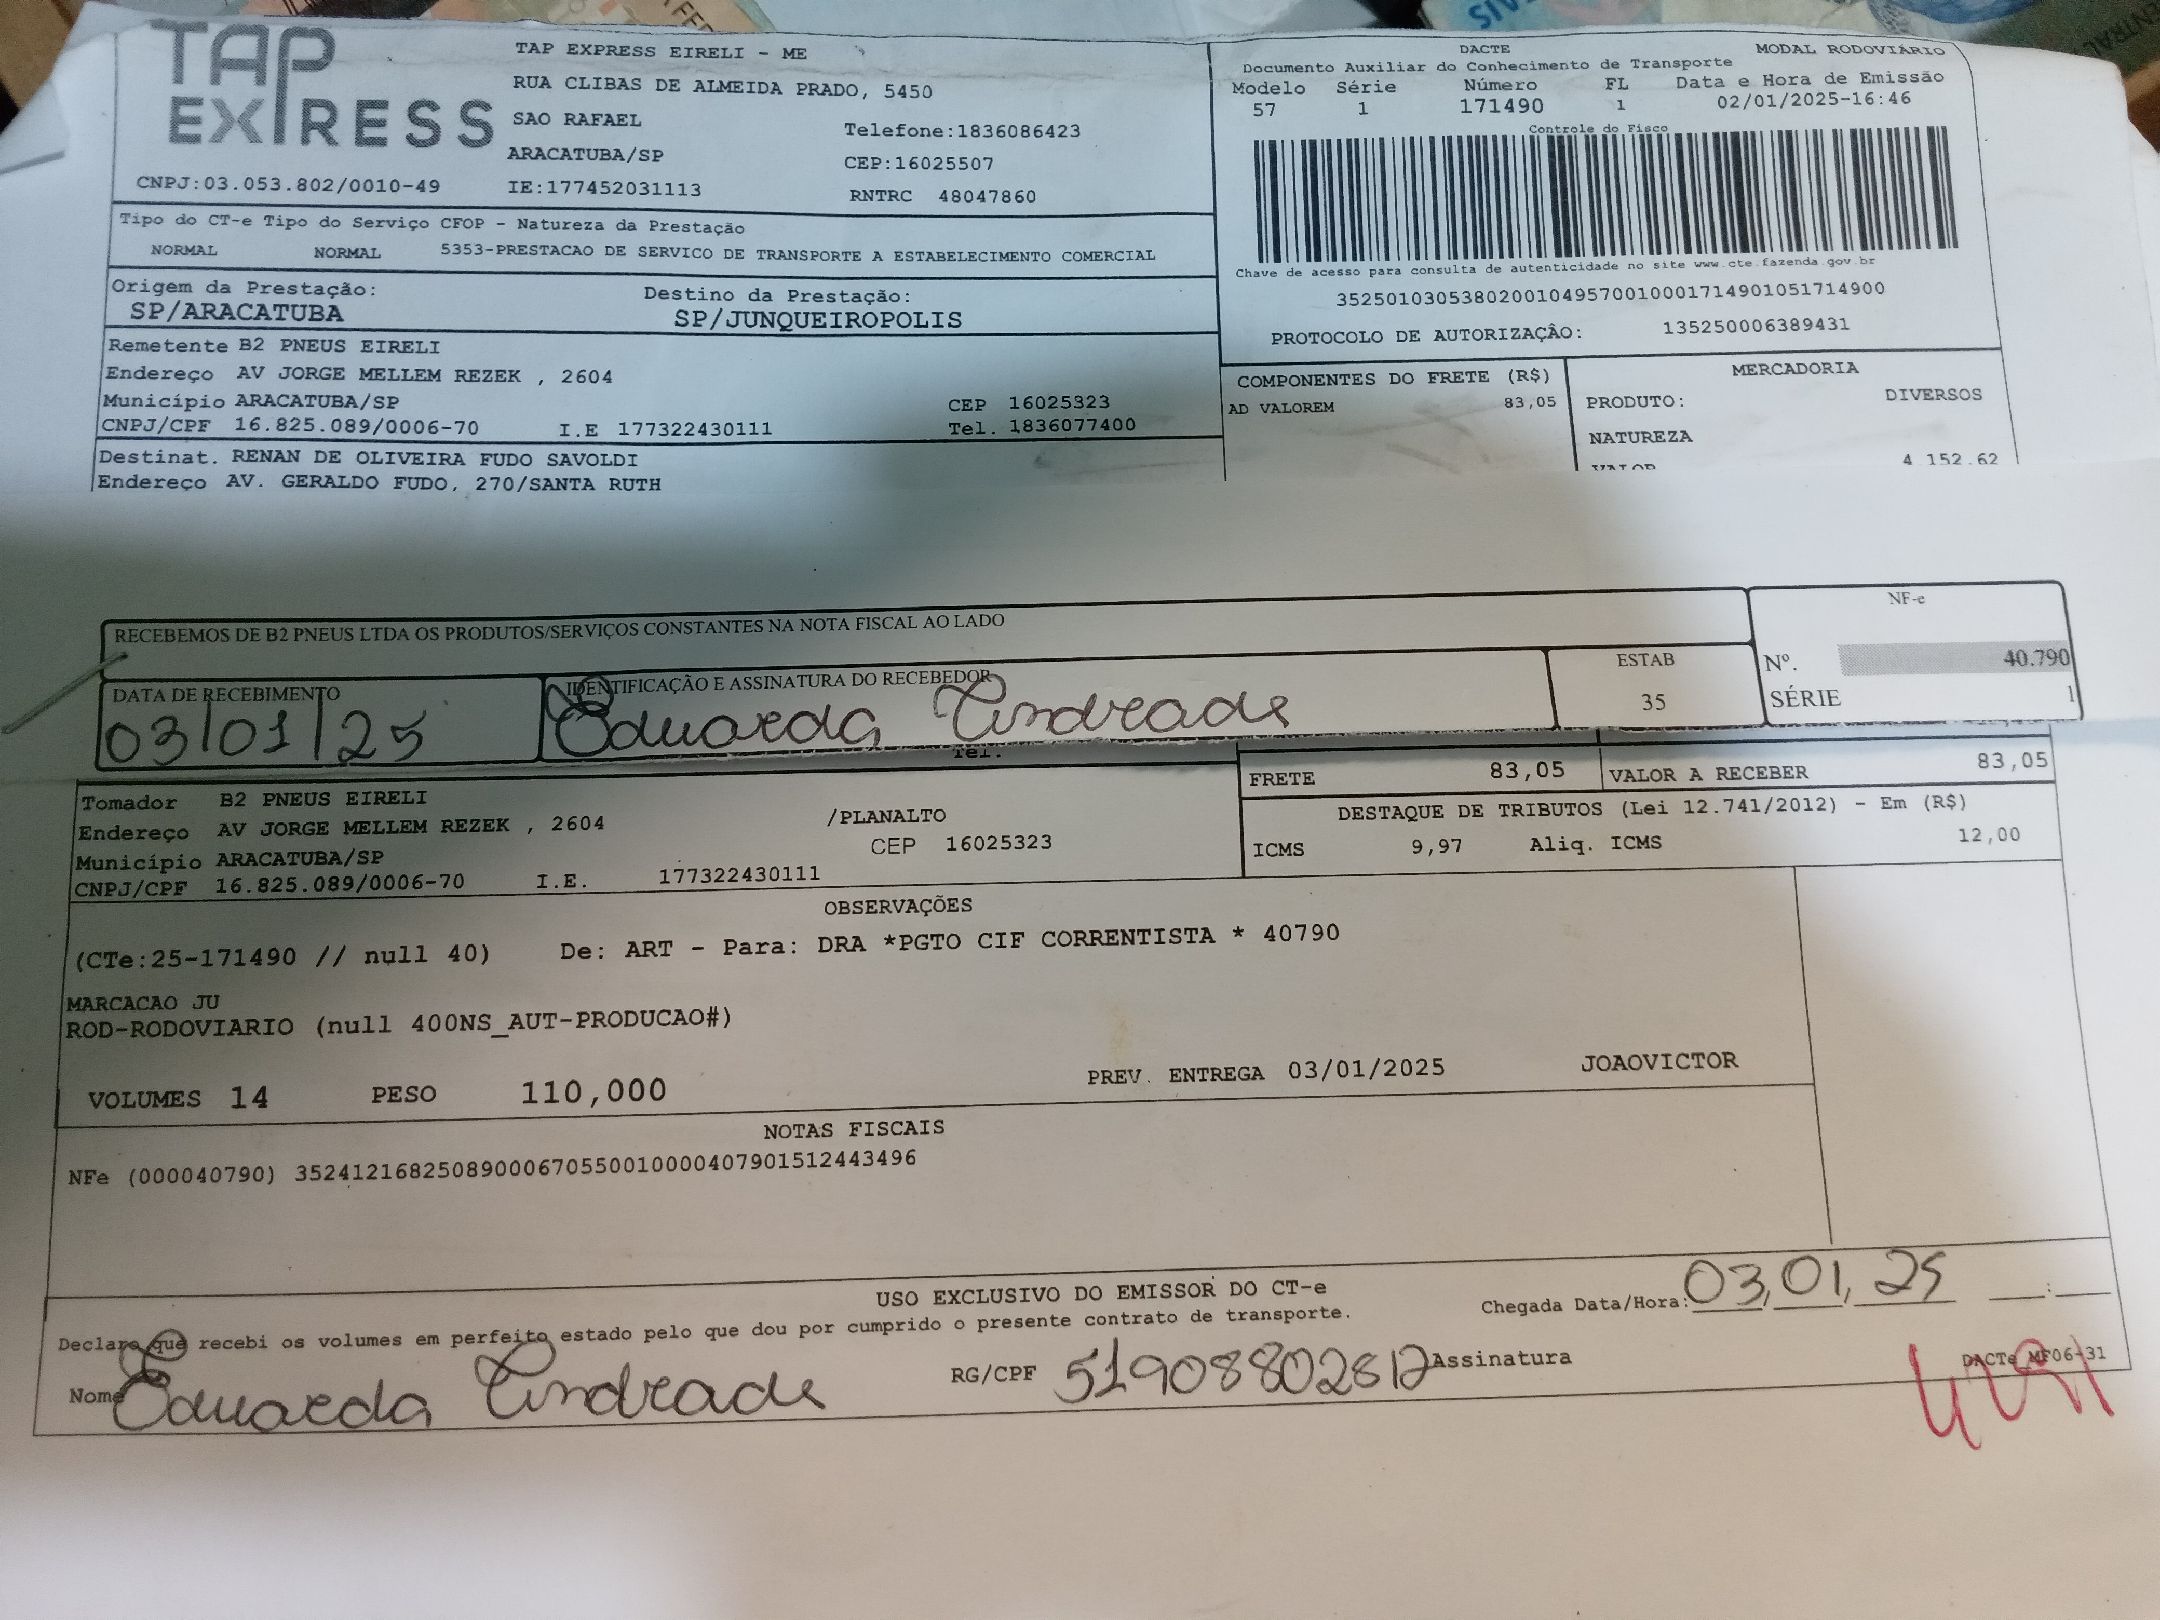 TAP EXPRESS
TAP EXPRESS EIRELI - ME
RUA CLIBAS DE ALMEIDA PRADO, 5450
SAO RAFAEL
Telefone:1836086423
ARACATUBA/SP
CEP:16025507
CNPJ:03.053.802/0010-49 IE:177452031113
RNTRC 48047860
DACTE MODAL RODOVIÁRIO
Documento Auxiliar do Conhecimento de Transporte
Modelo Série Número FL Data e Hora de Emissão
57 1 171490 1 02/01/2025-16:46
Controle do Fisco
Chave de acesso para consulta de autenticidade no site www.cte.fazenda.gov.br
35250103053802001049570010001714901051714900
PROTOCOLO DE AUTORIZAÇÃO: 135250006389431
Tipo do CT-e Tipo do Serviço CFOP - Natureza da Prestação
NORMAL NORMAL 5353-PRESTACAO DE SERVICO DE TRANSPORTE A ESTABELECIMENTO COMERCIAL
Origem da Prestação: Destino da Prestação:
SP/ARACATUBA SP/JUNQUEIROPOLIS
Remetente B2 PNEUS EIRELI
Endereço AV JORGE MELLEM REZEK , 2604
Município ARACATUBA/SP CEP 16025323
CNPJ/CPF 16.825.089/0006-70 I.E 177322430111 Tel. 1836077400
Destinat. RENAN DE OLIVEIRA FUDO SAVOLDI
Endereço AV. GERALDO FUDO, 270/SANTA RUTH
COMPONENTES DO FRETE (R$)
AD VALOREM 83,05
MERCADORIA
PRODUTO: DIVERSOS
NATUREZA
VALOR 4.152,62
RECEBEMOS DE B2 PNEUS LTDA OS PRODUTOS/SERVIÇOS CONSTANTES NA NOTA FISCAL AO LADO
NF-e
Nº. 40.790
SÉRIE 1
DATA DE RECEBIMENTO IDENTIFICAÇÃO E ASSINATURA DO RECEBEDOR ESTAB
03/01/25 Eduarda Andrade 35
Tel.
FRETE 83,05 VALOR A RECEBER 83,05
Tomador B2 PNEUS EIRELI
Endereço AV JORGE MELLEM REZEK , 2604 /PLANALTO
Município ARACATUBA/SP CEP 16025323
CNPJ/CPF 16.825.089/0006-70 I.E. 177322430111
DESTAQUE DE TRIBUTOS (Lei 12.741/2012) - Em (R$)
ICMS 9,97 Aliq. ICMS 12,00
OBSERVAÇÕES
(CTe:25-171490 // null 40) De: ART - Para: DRA *PGTO CIF CORRENTISTA * 40790
MARCACAO JU
ROD-RODOVIARIO (null 400NS_AUT-PRODUCAO#)
VOLUMES 14 PESO 110,000 PREV. ENTREGA 03/01/2025 JOAOVICTOR
NOTAS FISCAIS
NFe (000040790) 35241216825089000670550010000407901512443496
USO EXCLUSIVO DO EMISSOR DO CT-e
Chegada Data/Hora: 03,01,25 :
Declaro que recebi os volumes em perfeito estado pelo que dou por cumprido o presente contrato de transporte.
Nome Eduarda Andrade RG/CPF 51908802812 Assinatura
DACTe_MF06-31